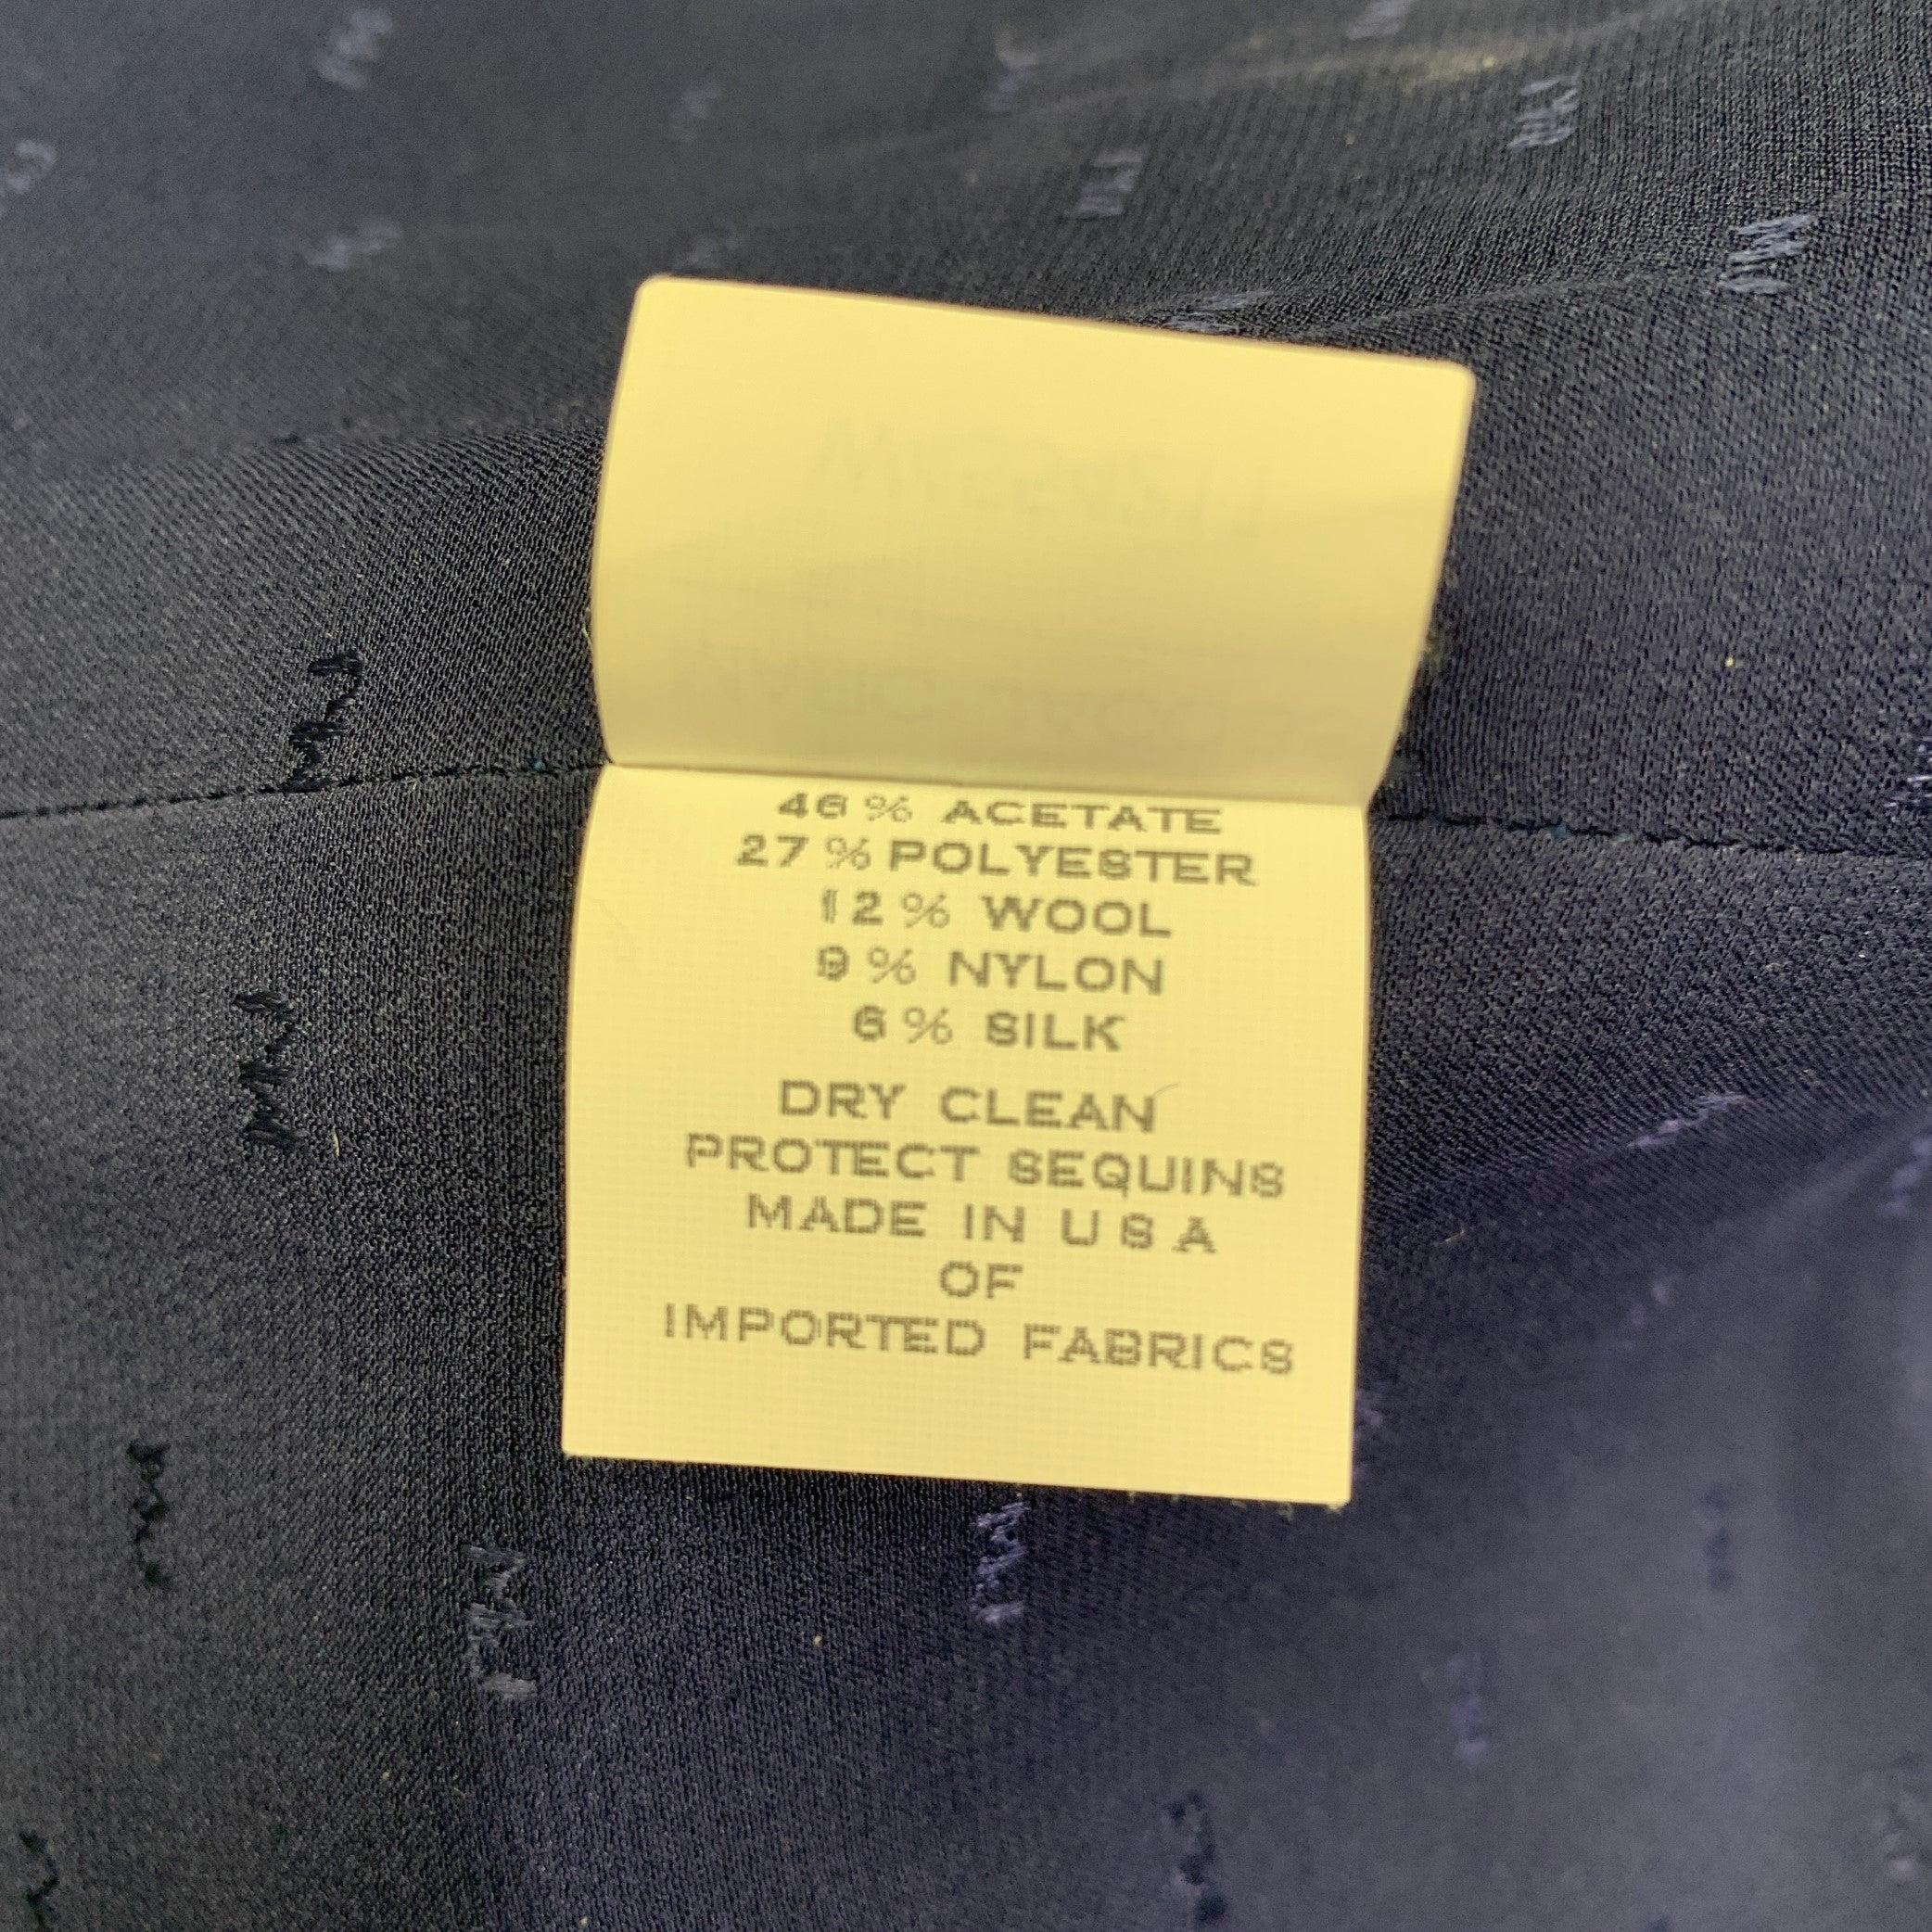 46% ACETATE
27% POLYESTER
12% WOOL
9% NYLON
6% SILK
DRY CLEAN
PROTECT SEQUINS
MADE IN USA
OF
IMPORTED FABRICS